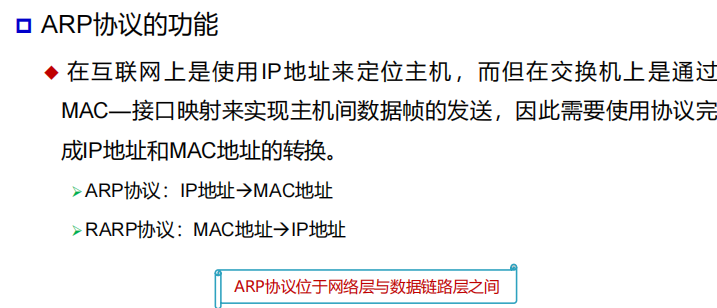 ARP协议的功能
在互联网上是使用IP地址来定位主机，而但在交换机上是通过
MAC—接口映射来实现主机间数据帧的发送，因此需要使用协议完
成IP地址和MAC地址的转换。
ARP协议：IP地址→MAC地址
RARP协议：MAC地址→IP地址
ARP协议位于网络层与数据链路层之间